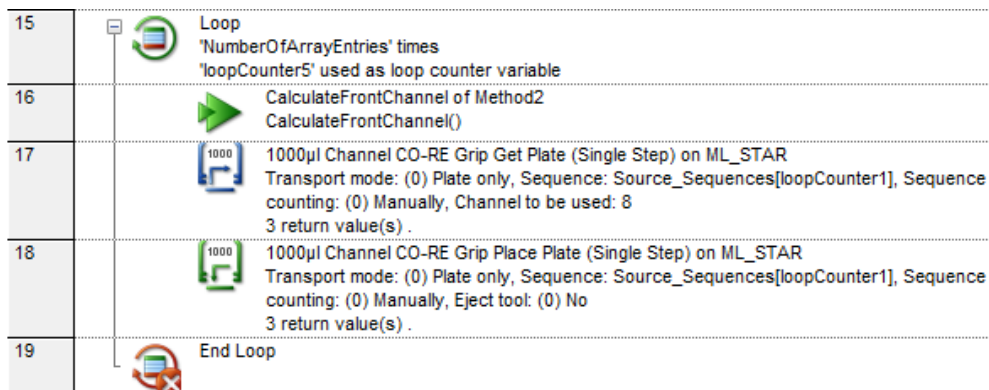 15
Loop
'NumberOfArrayEntries' times
'loopCounter5' used as loop counter variable
16
CalculateFrontChannel of Method2
CalculateFrontChannel()
17
1000
1000µl Channel CO-RE Grip Get Plate (Single Step) on ML_STAR
Transport mode: (0) Plate only, Sequence: Source_Sequences[loopCounter1], Sequence
counting: (0) Manually, Channel to be used: 8
3 return value(s) .
18
1000
1000µl Channel CO-RE Grip Place Plate (Single Step) on ML_STAR
Transport mode: (0) Plate only, Sequence: Source_Sequences[loopCounter1], Sequence
counting: (0) Manually, Eject tool: (0) No
3 return value(s) .
19
End Loop